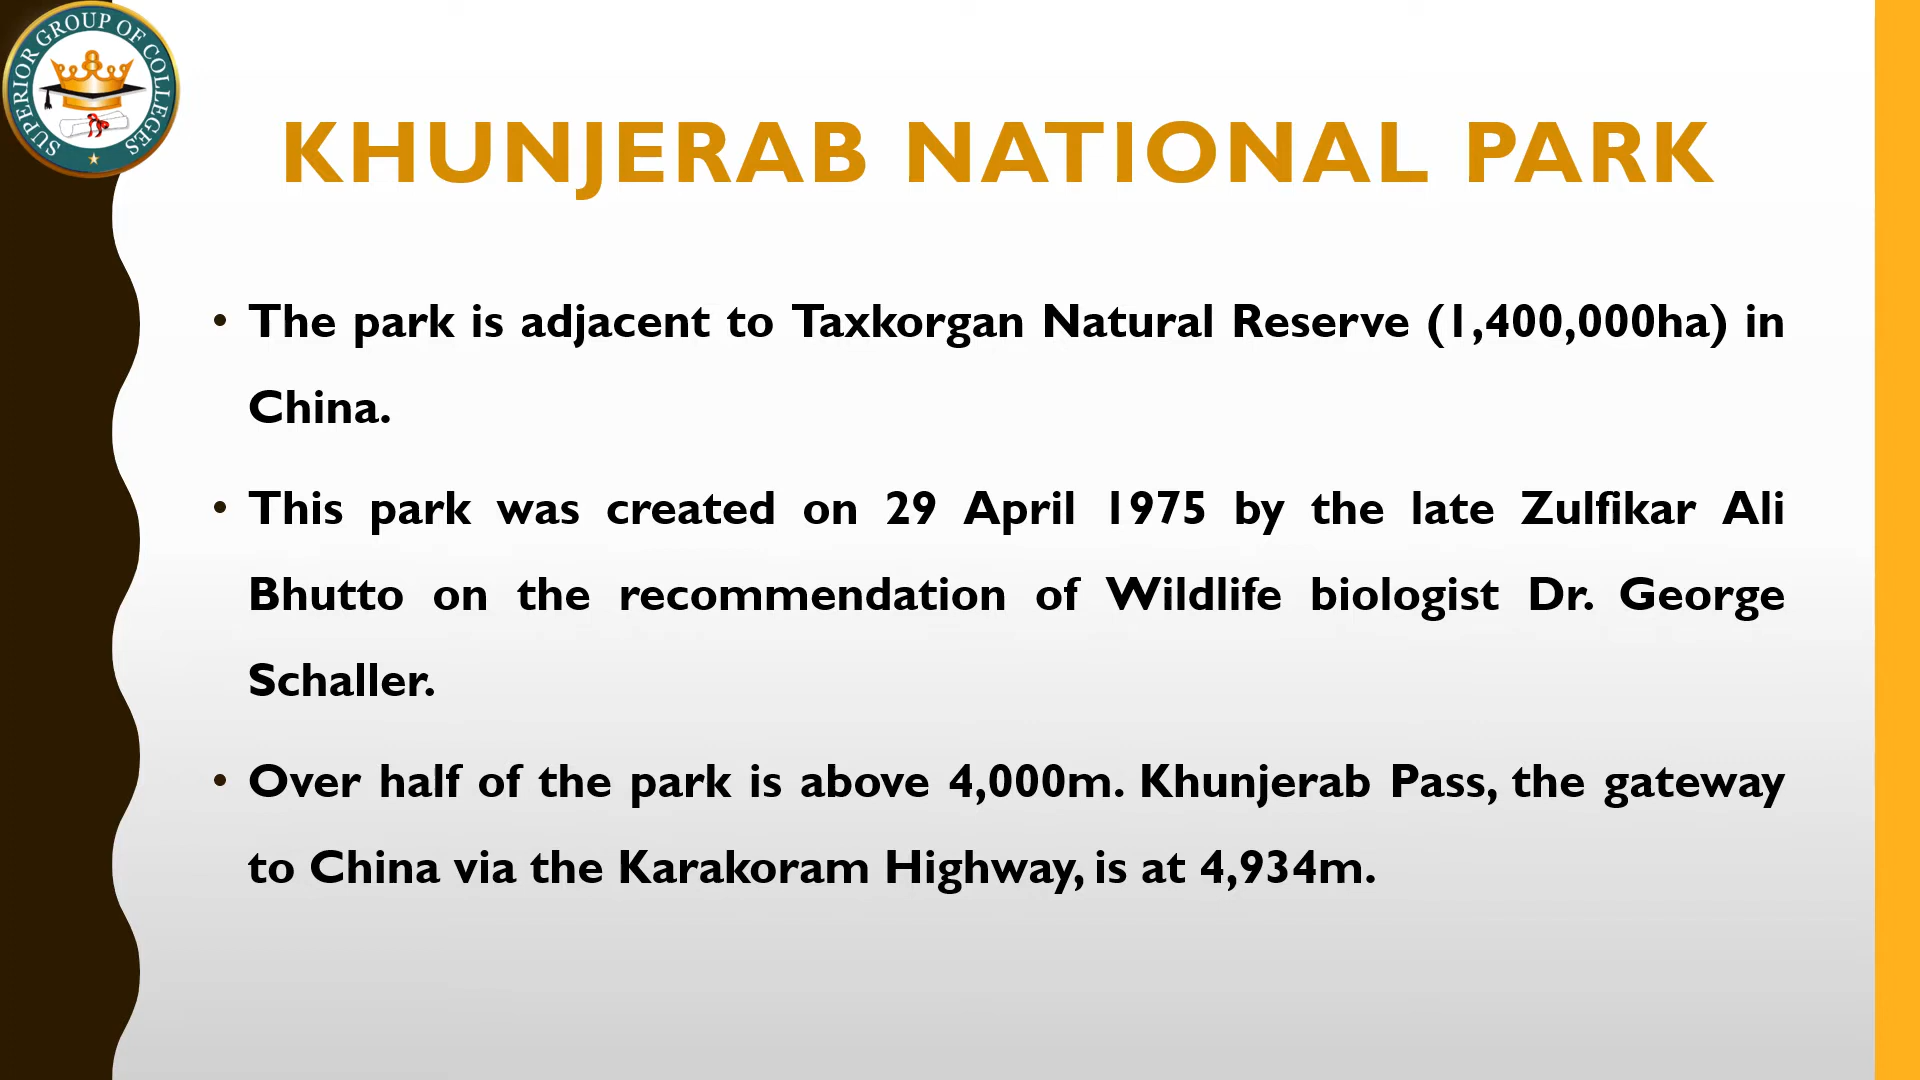 SUPERIOR GROUP OF COLLEGES
KHUNJERAB NATIONAL PARK
• The park is adjacent to Taxkorgan Natural Reserve (1,400,000ha) in
China.
• This park was created on 29 April 1975 by the late Zulfikar Ali
Bhutto on the recommendation of Wildlife biologist Dr. George
Schaller.
• Over half of the park is above 4,000m. Khunjerab Pass, the gateway
to China via the Karakoram Highway, is at 4,934m.